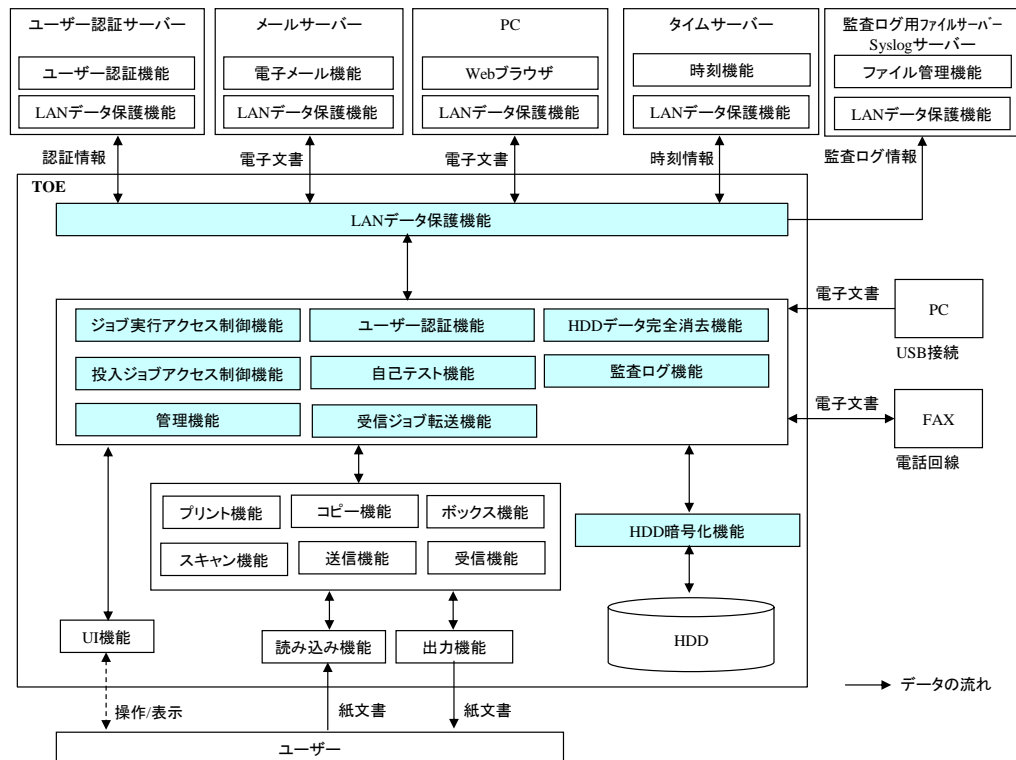 ユーザー認証サーバー
メールサーバー
PC
タイムサーバー
監査ログ用ファイルサーバー
Syslogサーバー
ユーザー認証機能
電子メール機能
Webブラウザ
時刻機能
ファイル管理機能
LANデータ保護機能
LANデータ保護機能
LANデータ保護機能
LANデータ保護機能
LANデータ保護機能
認証情報
電子文書
電子文書
時刻情報
監査ログ情報
TOE
LANデータ保護機能
ジョブ実行アクセス制御機能
ユーザー認証機能
HDDデータ完全消去機能
投入ジョブアクセス制御機能
自己テスト機能
監査ログ機能
管理機能
受信ジョブ転送機能
電子文書
PC
USB接続
電子文書
FAX
電話回線
プリント機能
コピー機能
ボックス機能
スキャン機能
送信機能
受信機能
HDD暗号化機能
HDD
UI機能
読み込み機能
出力機能
データの流れ
操作/表示
紙文書
紙文書
ユーザー